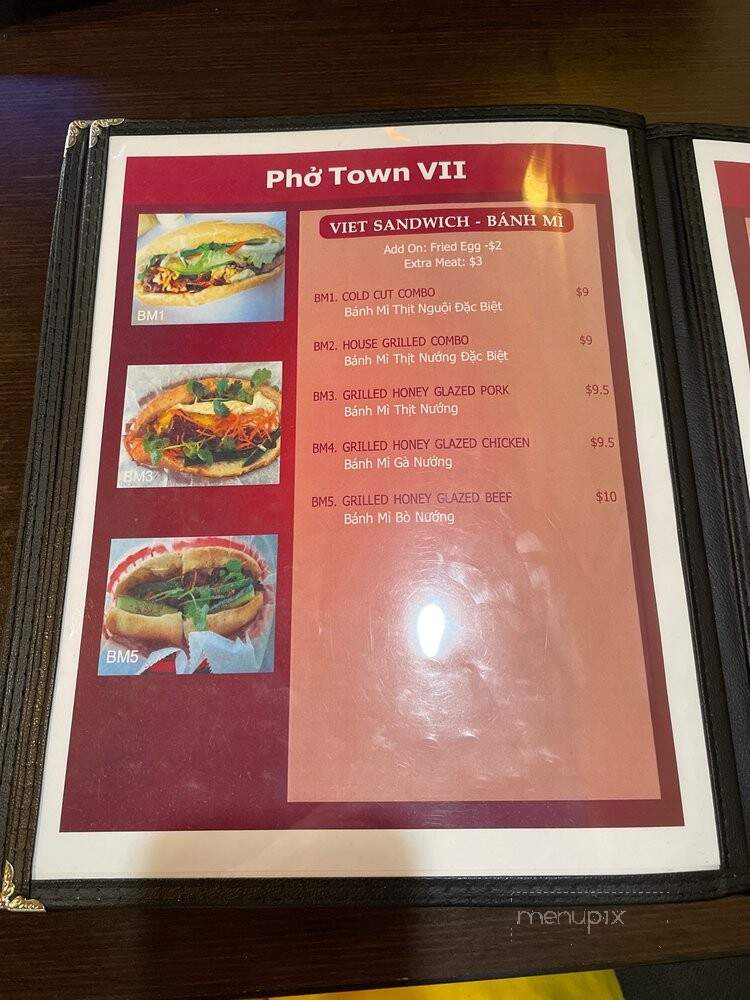 Phở Town VII
VIET SANDWICH - BÁNH MÌ
Add On: Fried Egg -$2
Extra Meat: $3
BM1. COLD CUT COMBO $9
Bánh Mì Thịt Nguội Đặc Biệt
BM2. HOUSE GRILLED COMBO $9
Bánh Mì Thịt Nướng Đặc Biệt
BM3. GRILLED HONEY GLAZED PORK $9.5
Bánh Mì Thịt Nướng
BM4. GRILLED HONEY GLAZED CHICKEN $9.5
Bánh Mì Gà Nướng
BM5. GRILLED HONEY GLAZED BEEF $10
Bánh Mì Bò Nướng
BM1
BM3
BM5
menupix